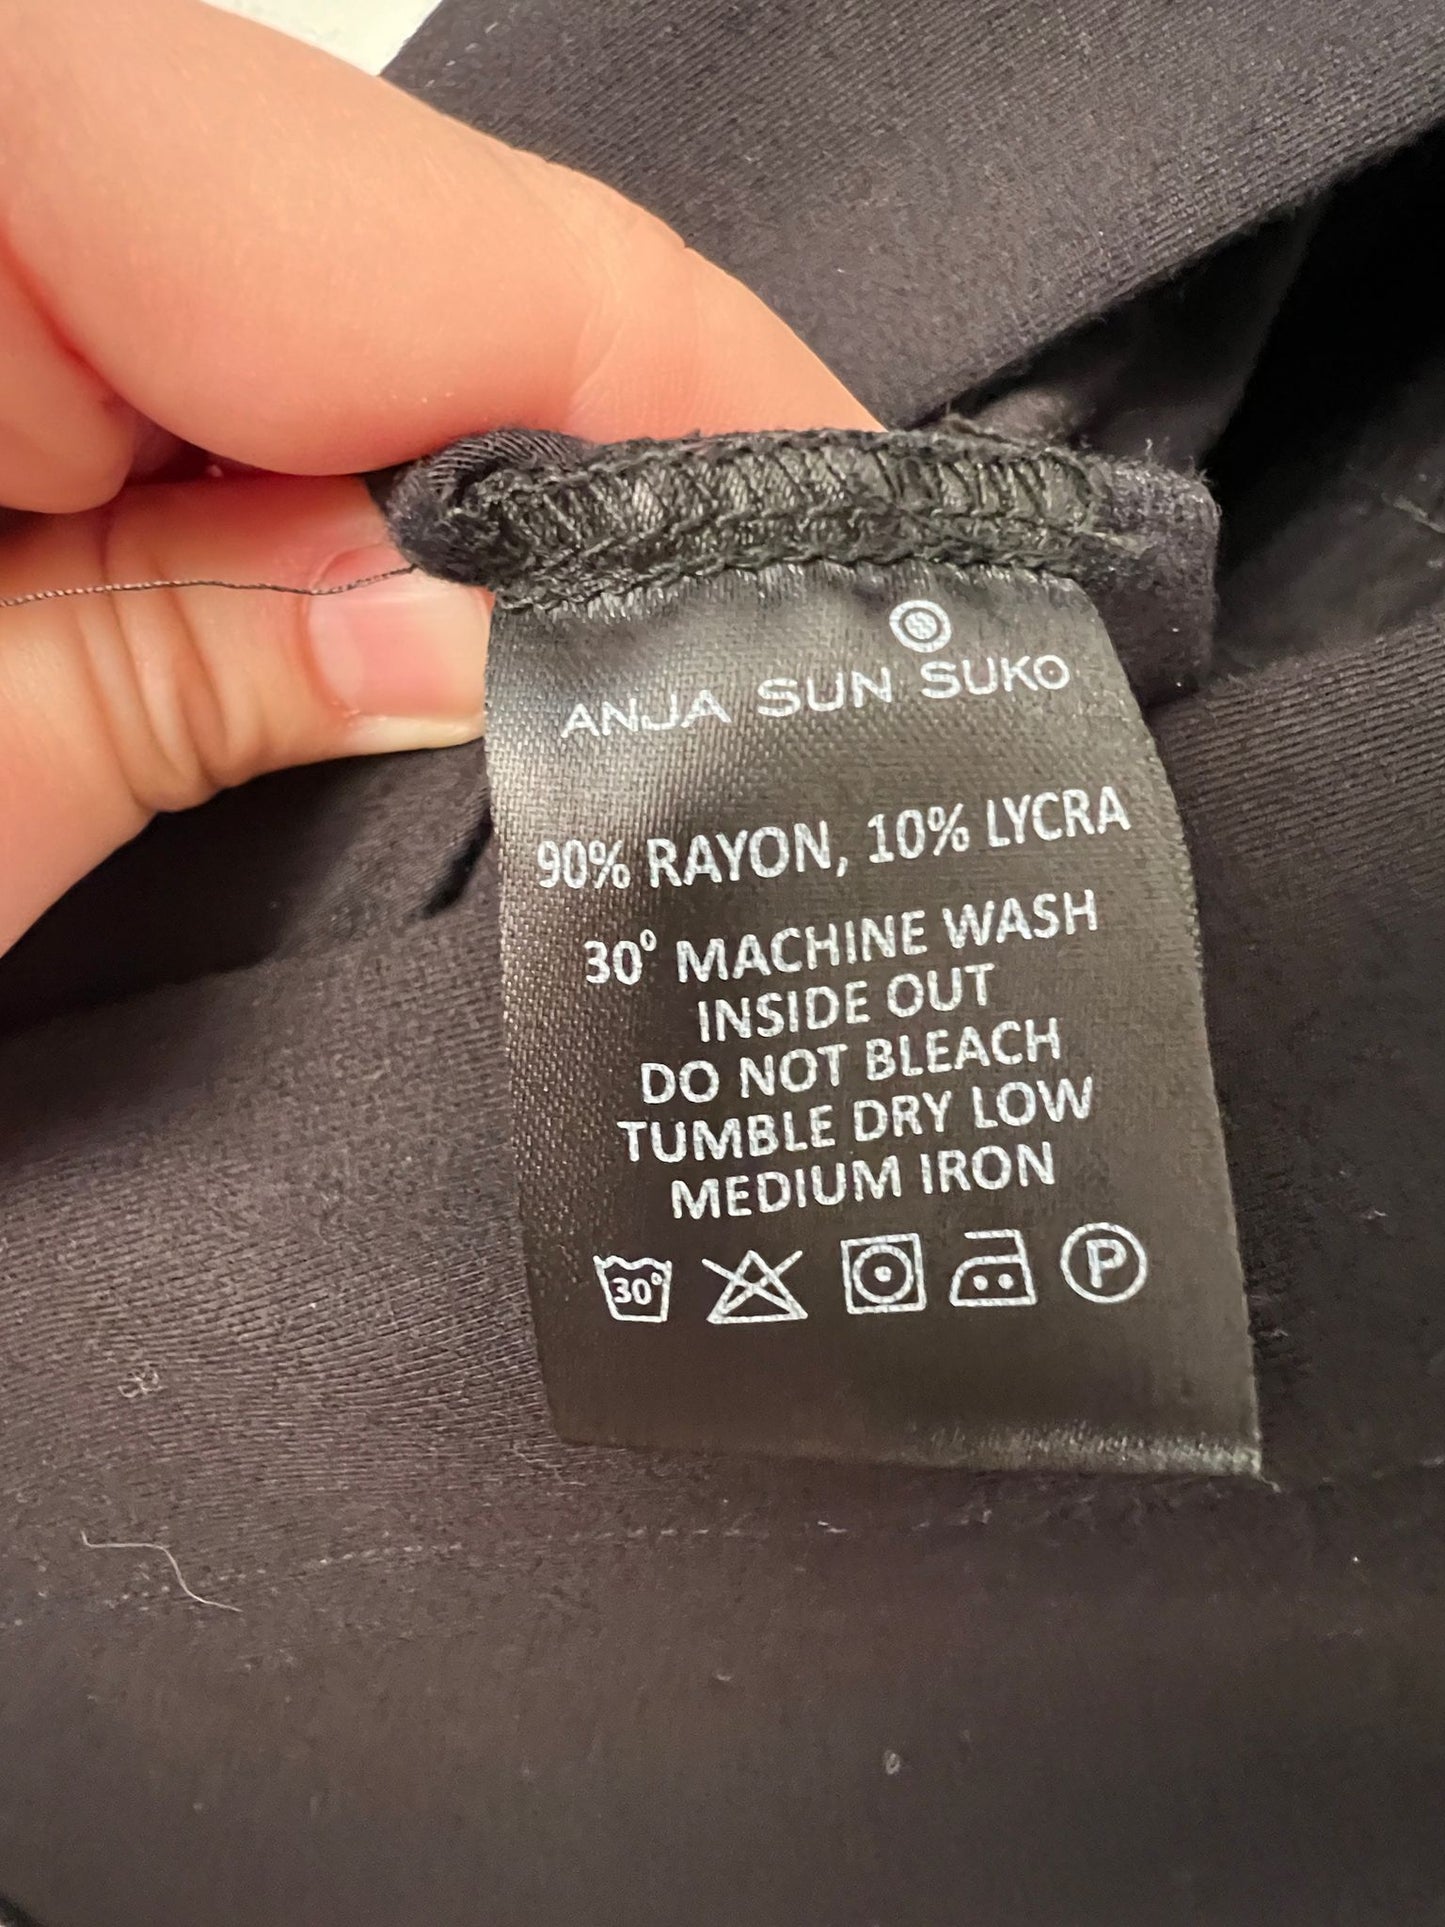 ANJA SUN SUKO
90% RAYON, 10% LYCRA
30° MACHINE WASH
INSIDE OUT
DO NOT BLEACH
TUMBLE DRY LOW
MEDIUM IRON
30° P